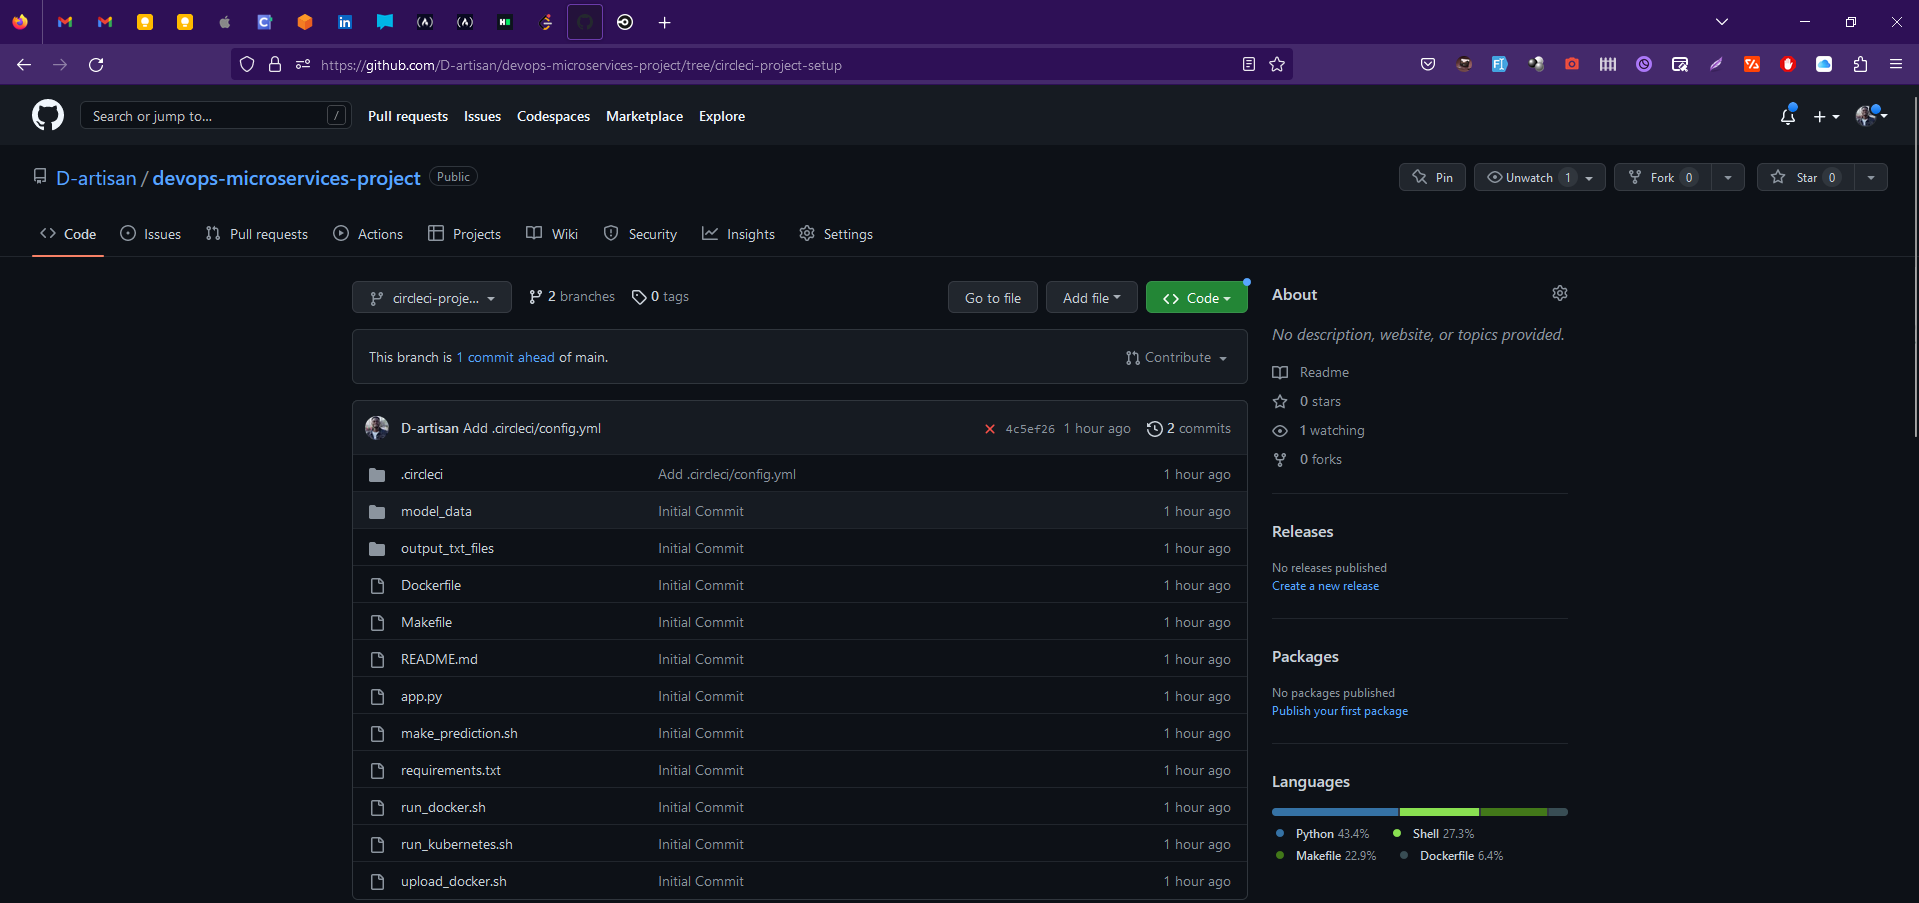 https://github.com/D-artisan/devops-microservices-project/tree/circleci-project-setup
Search or jump to... / Pull requests Issues Codespaces Marketplace Explore
D-artisan / devops-microservices-project Public Pin Unwatch 1 Fork 0 Star 0
Code Issues Pull requests Actions Projects Wiki Security Insights Settings
circleci-proje... 2 branches 0 tags Go to file Add file Code
This branch is 1 commit ahead of main. Contribute
D-artisan Add .circleci/config.yml 4c5ef26 1 hour ago 2 commits
.circleci Add .circleci/config.yml 1 hour ago
model_data Initial Commit 1 hour ago
output_txt_files Initial Commit 1 hour ago
Dockerfile Initial Commit 1 hour ago
Makefile Initial Commit 1 hour ago
README.md Initial Commit 1 hour ago
app.py Initial Commit 1 hour ago
make_prediction.sh Initial Commit 1 hour ago
requirements.txt Initial Commit 1 hour ago
run_docker.sh Initial Commit 1 hour ago
run_kubernetes.sh Initial Commit 1 hour ago
upload_docker.sh Initial Commit 1 hour ago
About
No description, website, or topics provided.
Readme
0 stars
1 watching
0 forks
Releases
No releases published
Create a new release
Packages
No packages published
Publish your first package
Languages
Python 43.4% Shell 27.3%
Makefile 22.9% Dockerfile 6.4%